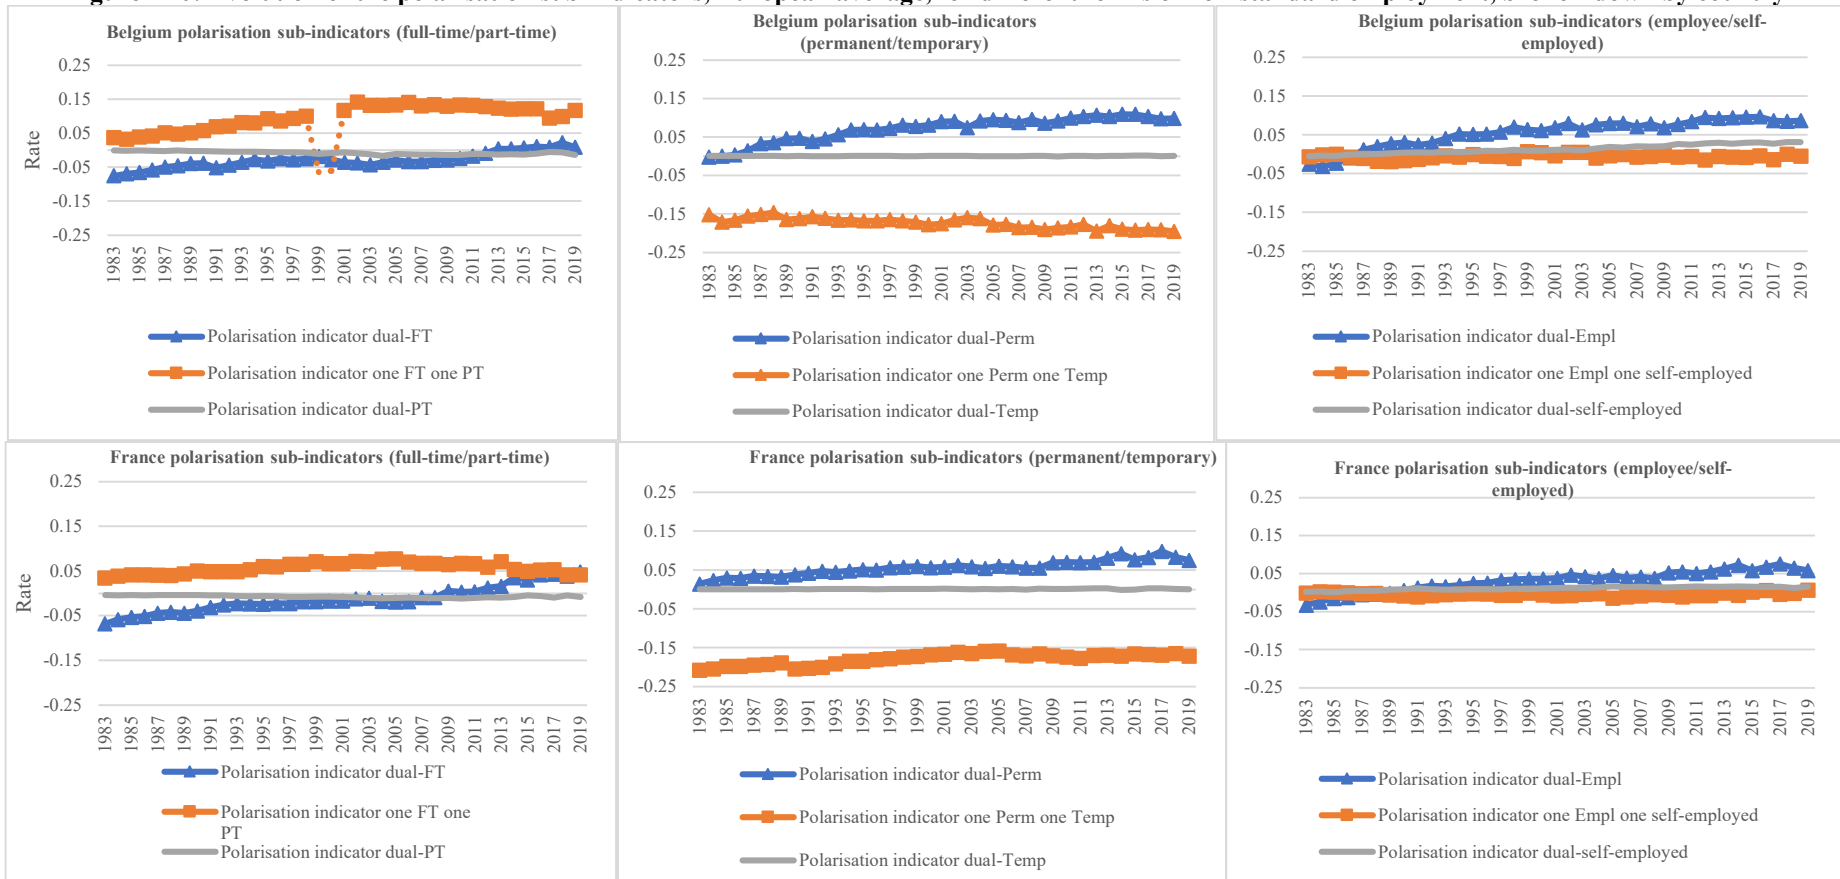 polarisation sub-indicators, European average, for different forms of non-standard employment, broken down by country
Belgium polarisation sub-indicators (full-time/part-time)
Rate
0.25
0.15
0.05
-0.05
-0.15
-0.25
1983 1985 1987 1989 1991 1993 1995 1997 1999 2001 2003 2005 2007 2009 2011 2013 2015 2017 2019
Polarisation indicator dual-FT
Polarisation indicator one FT one PT
Polarisation indicator dual-PT
Belgium polarisation sub-indicators
(permanent/temporary)
0.25
0.15
0.05
-0.05
-0.15
-0.25
1983 1985 1987 1989 1991 1993 1995 1997 1999 2001 2003 2005 2007 2009 2011 2013 2015 2017 2019
Polarisation indicator dual-Perm
Polarisation indicator one Perm one Temp
Polarisation indicator dual-Temp
Belgium polarisation sub-indicators (employee/self-
employed)
0.25
0.15
0.05
-0.05
-0.15
-0.25
1983 1985 1987 1989 1991 1993 1995 1997 1999 2001 2003 2005 2007 2009 2011 2013 2015 2017 2019
Polarisation indicator dual-Empl
Polarisation indicator one Empl one self-employed
Polarisation indicator dual-self-employed
France polarisation sub-indicators (full-time/part-time)
Rate
0.25
0.15
0.05
-0.05
-0.15
-0.25
1983 1985 1987 1989 1991 1993 1995 1997 1999 2001 2003 2005 2007 2009 2011 2013 2015 2017 2019
Polarisation indicator dual-FT
Polarisation indicator one FT one
PT
Polarisation indicator dual-PT
France polarisation sub-indicators (permanent/temporary)
0.25
0.15
0.05
-0.05
-0.15
-0.25
1983 1985 1987 1989 1991 1993 1995 1997 1999 2001 2003 2005 2007 2009 2011 2013 2015 2017 2019
Polarisation indicator dual-Perm
Polarisation indicator one Perm one Temp
Polarisation indicator dual-Temp
France polarisation sub-indicators (employee/self-
employed)
0.25
0.15
0.05
-0.05
-0.15
-0.25
1983 1985 1987 1989 1991 1993 1995 1997 1999 2001 2003 2005 2007 2009 2011 2013 2015 2017 2019
Polarisation indicator dual-Empl
Polarisation indicator one Empl one self-employed
Polarisation indicator dual-self-employed